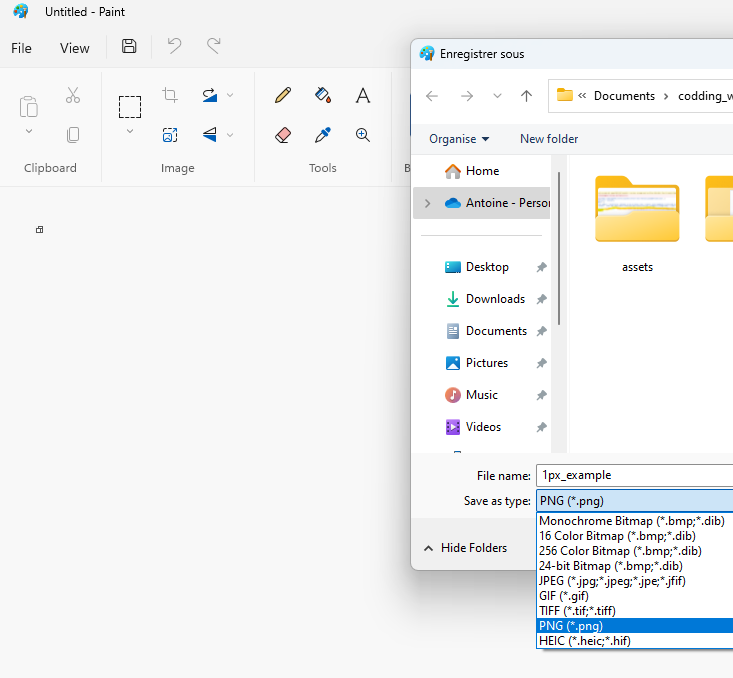 Untitled - Paint
File View
Clipboard
Image
Tools
B
Enregistrer sous
« Documents > codding_w
Organise New folder
Home
Antoine - Person
Desktop
Downloads
Documents
Pictures
Music
Videos
assets
File name: 1px_example
Save as type: PNG (*.png)
Hide Folders
Monochrome Bitmap (*.bmp;*.dib)
16 Color Bitmap (*.bmp;*.dib)
256 Color Bitmap (*.bmp;*.dib)
24-bit Bitmap (*.bmp;*.dib)
JPEG (*.jpg;*.jpeg;*.jpe;*.jfif)
GIF (*.gif)
TIFF (*.tif;*.tiff)
PNG (*.png)
HEIC (*.heic;*.hif)